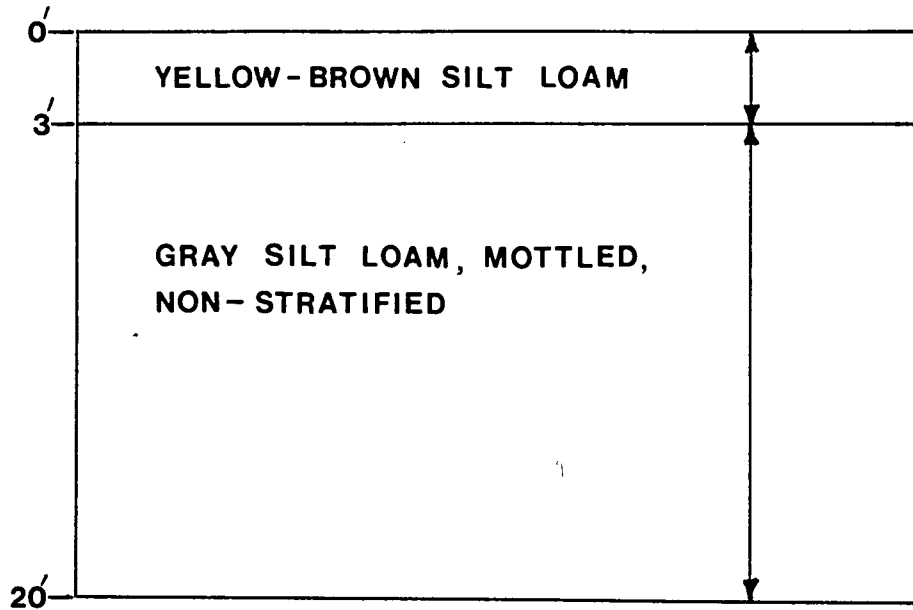 0'
YELLOW-BROWN SILT LOAM
3'
GRAY SILT LOAM, MOTTLED,
NON-STRATIFIED
20'